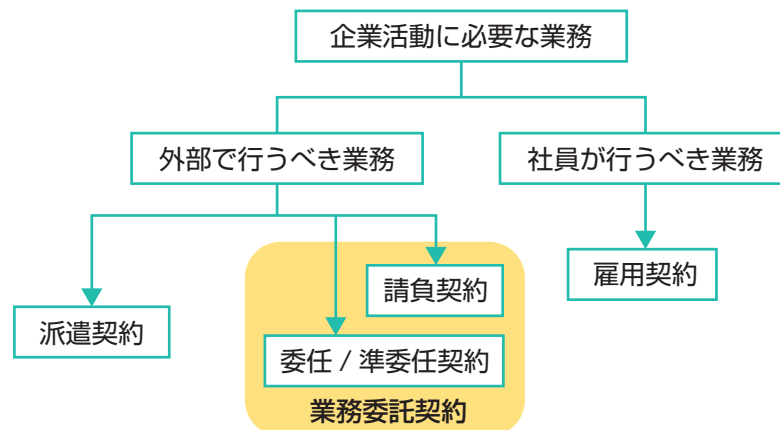 企業活動に必要な業務
外部で行うべき業務
社員が行うべき業務
派遣契約
請負契約
雇用契約
委任 / 準委任契約
業務委託契約